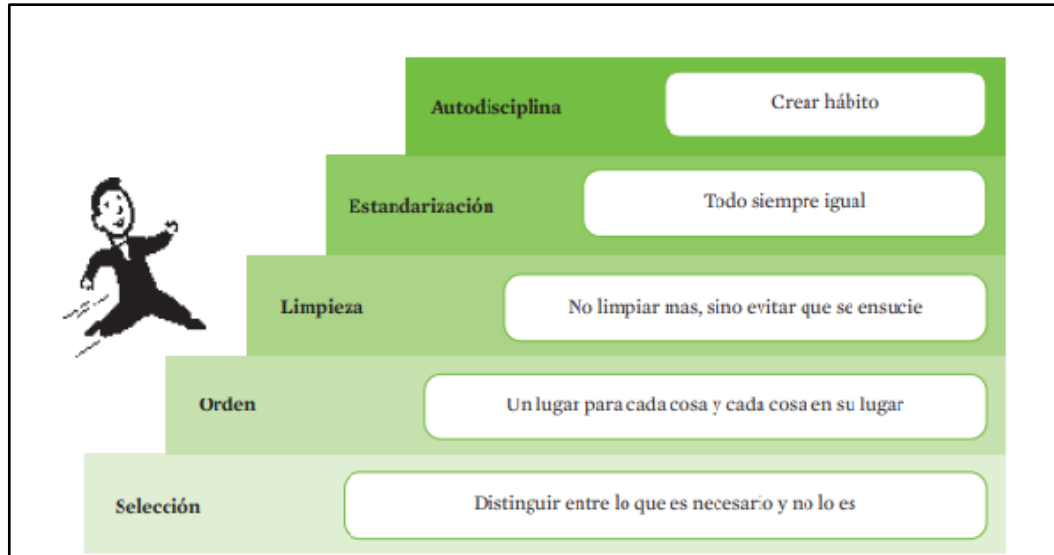 Autodisciplina
Crear hábito
Estandarización
Todo siempre igual
Limpieza
No limpiar mas, sino evitar que se ensucie
Orden
Un lugar para cada cosa y cada cosa en su lugar
Selección
Distinguir entre lo que es necesario y no lo es